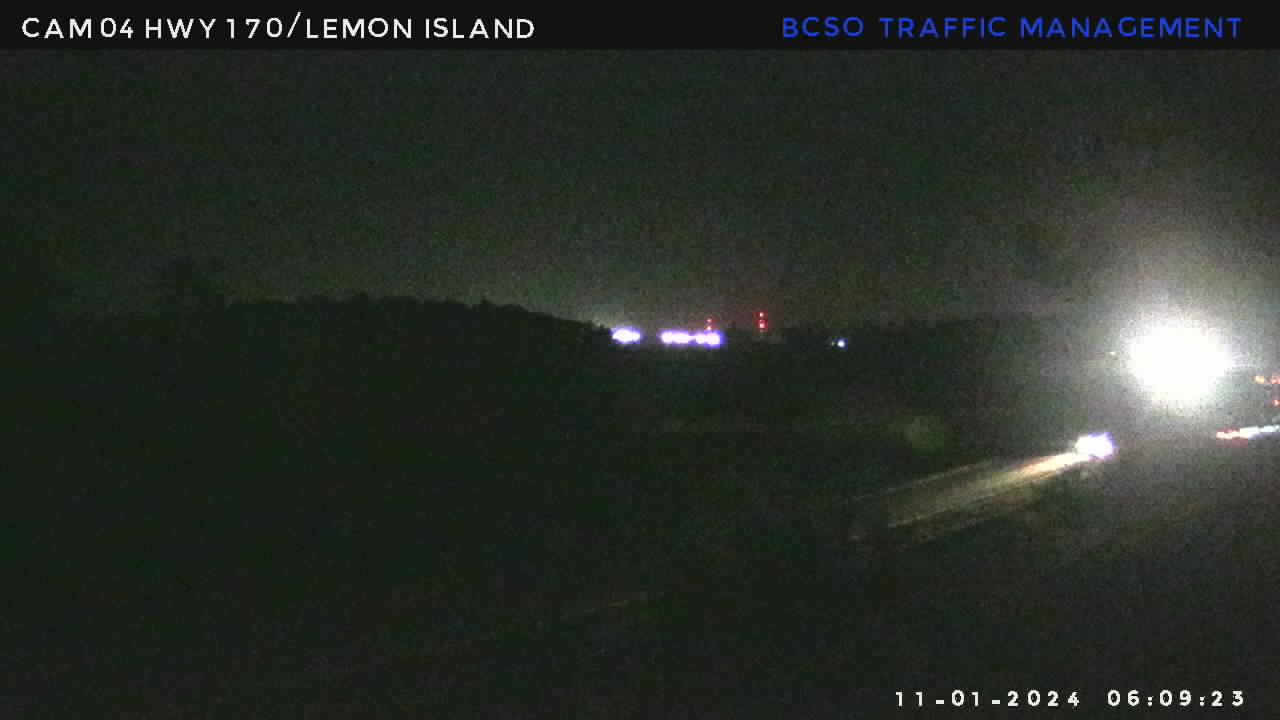 CAM04 HWY 170/LEMON ISLAND
BCSO TRAFFIC MANAGEMENT
11-01-2024 06:09:23